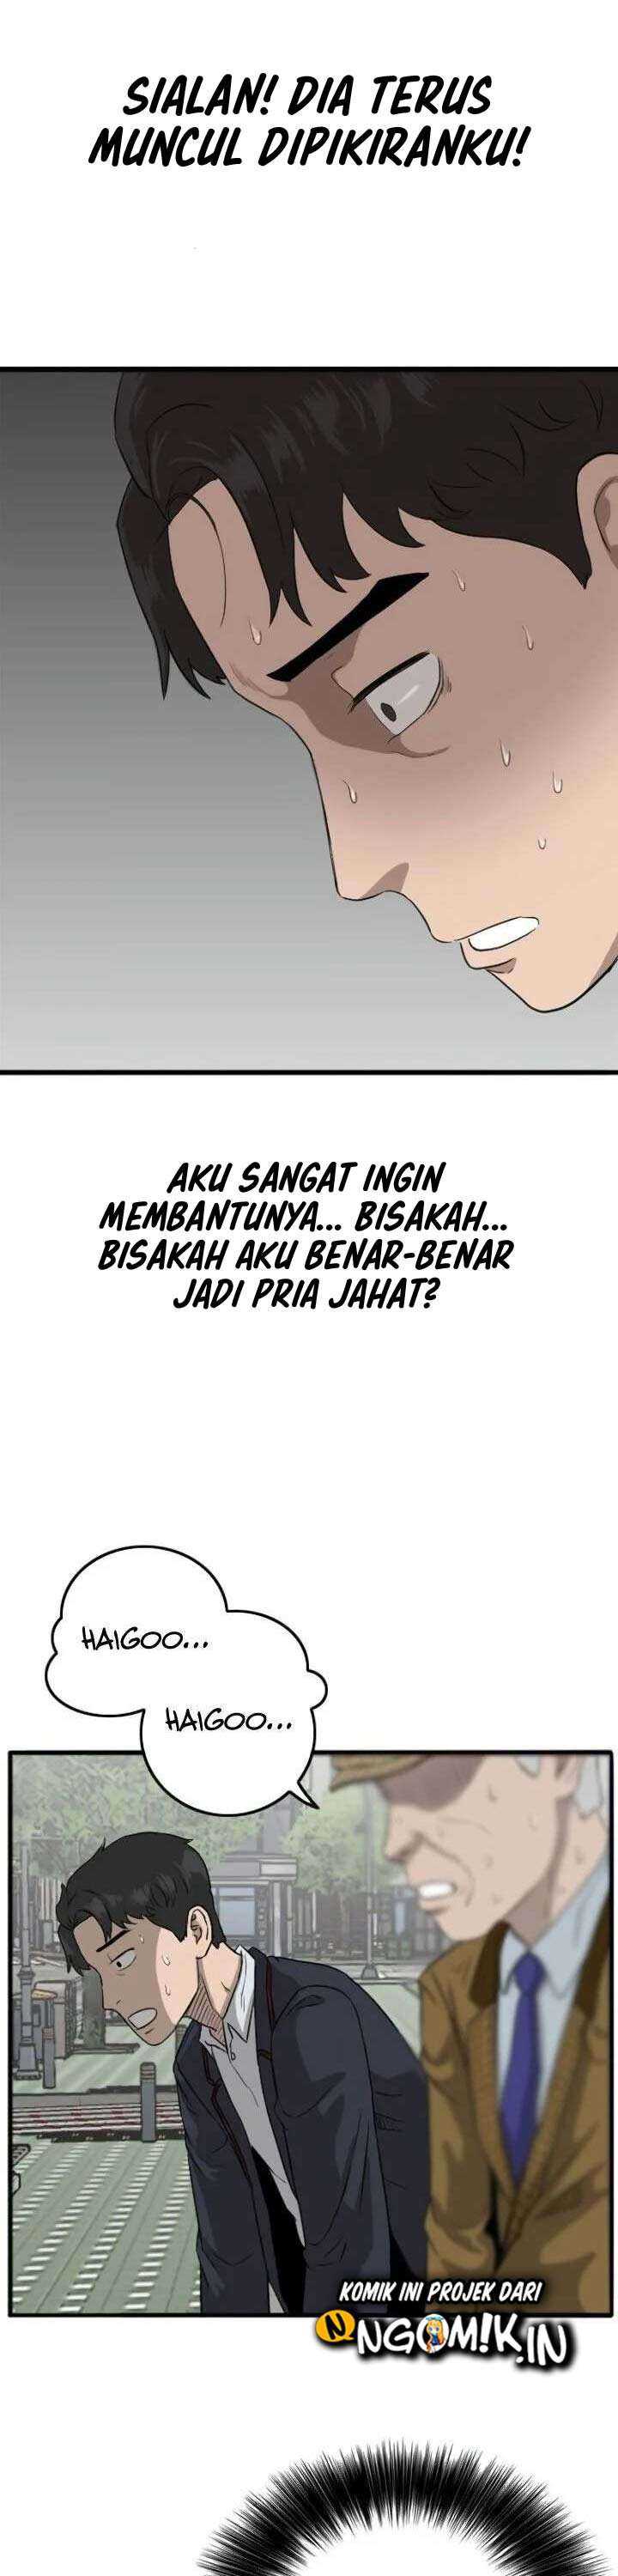 SIALAN! DIA TERUS
MUNCUL DIPIKIRANKU!
AKU SANGAT INGIN
MEMBANTUNYA... BISAKAH...
BISAKAH AKU BENAR-BENAR
JADI PRIA JAHAT?
HAIGOO...
HAIGOO...
KOMIK INI PROJEK DARI
N NGOM!K.IN